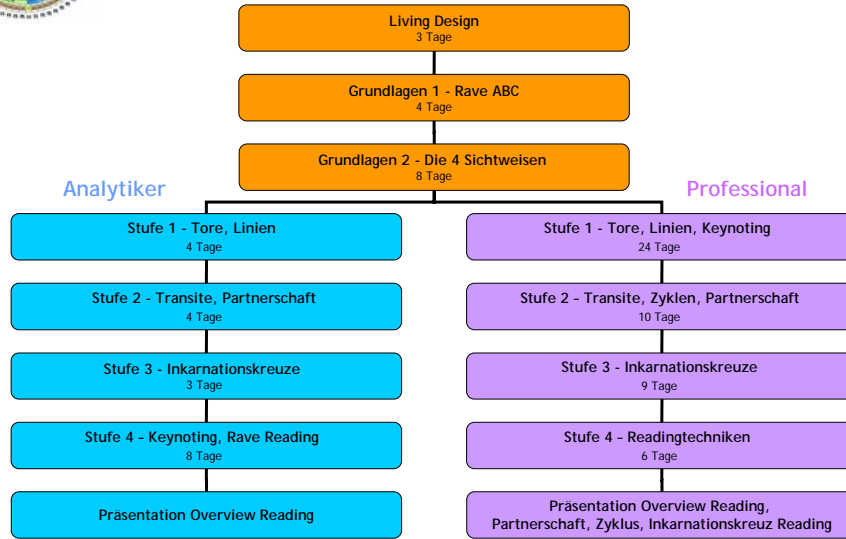 Living Design
3 Tage
Grundlagen 1 - Rave ABC
4 Tage
Grundlagen 2 - Die 4 Sichtweisen
8 Tage
Analytiker
Professional
Stufe 1 - Tore, Linien
4 Tage
Stufe 1 - Tore, Linien, Keynoting
24 Tage
Stufe 2 - Transite, Partnerschaft
4 Tage
Stufe 2 - Transite, Zyklen, Partnerschaft
10 Tage
Stufe 3 - Inkarnationskreuze
3 Tage
Stufe 3 - Inkarnationskreuze
9 Tage
Stufe 4 - Keynoting, Rave Reading
8 Tage
Stufe 4 - Readingtechniken
6 Tage
Präsentation Overview Reading
Präsentation Overview Reading,
Partnerschaft, Zyklus, Inkarnationskreuz Reading